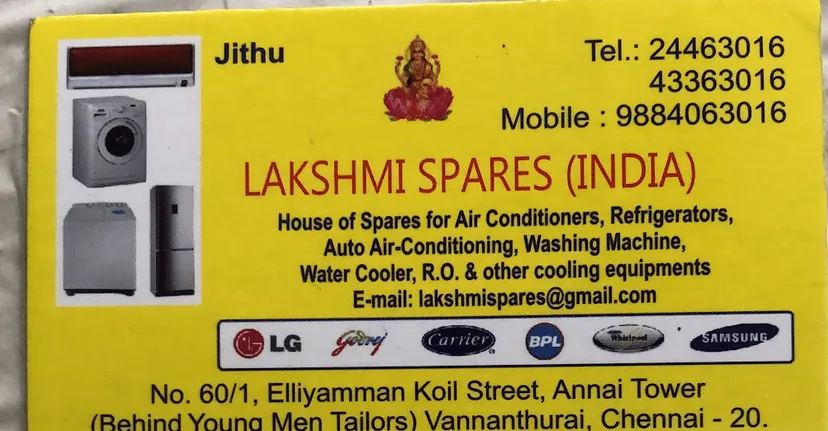 Jithu
Tel.: 24463016
43363016
Mobile : 9884063016
LAKSHMI SPARES (INDIA)
House of Spares for Air Conditioners, Refrigerators,
Auto Air-Conditioning, Washing Machine,
Water Cooler, R.O. & other cooling equipments
E-mail: lakshmispares@gmail.com
LG Godrej Carrier BPL Whirlpool SAMSUNG
No. 60/1, Elliyamman Koil Street, Annai Tower
(Behind Young Men Tailors) Vannanthurai, Chennai - 20.